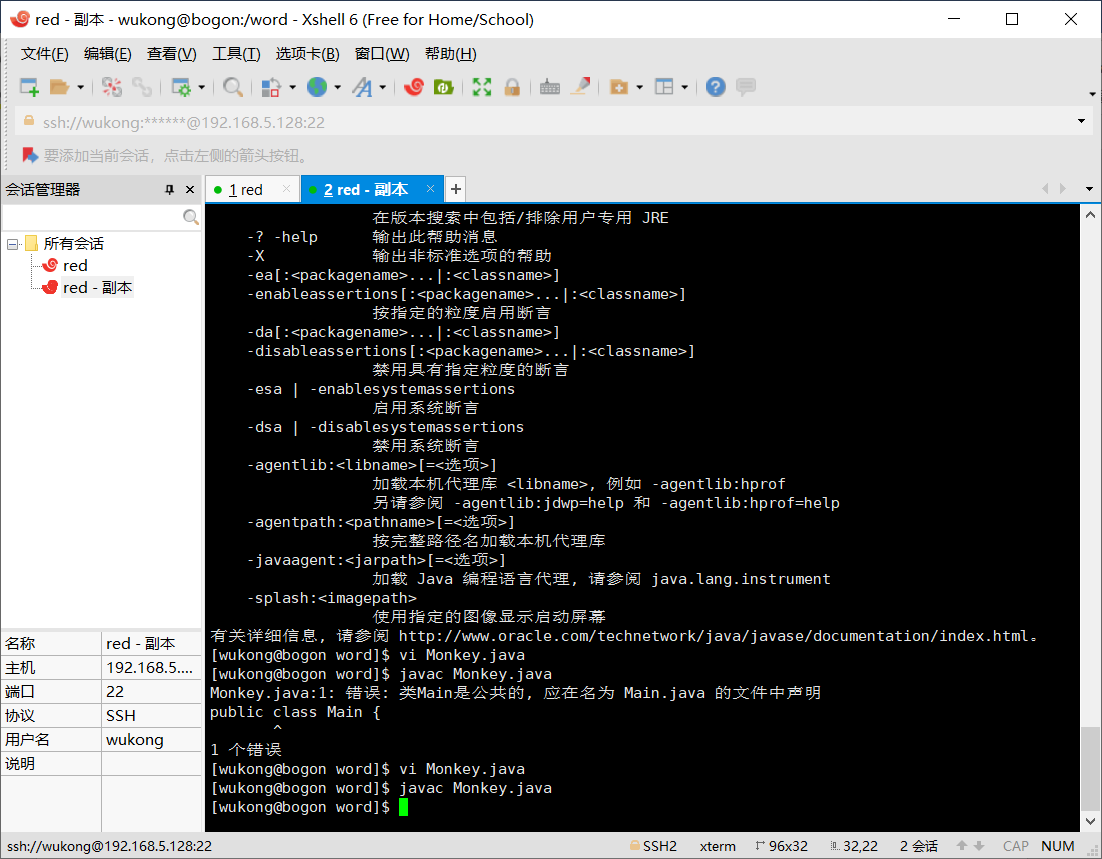 red - 副本 - wukong@bogon:/word - Xshell 6 (Free for Home/School)
文件(F) 编辑(E) 查看(V) 工具(T) 选项卡(B) 窗口(W) 帮助(H)
ssh://wukong:******@192.168.5.128:22
要添加当前会话，点击左侧的箭头按钮。
会话管理器
1 red
2 red - 副本
所有会话
red
red - 副本
名称 red - 副本
主机 192.168.5....
端口 22
协议 SSH
用户名 wukong
说明
在版本搜索中包括/排除用户专用 JRE
-? -help 输出此帮助消息
-X 输出非标准选项的帮助
-ea[:<packagename>...|:<classname>]
-enableassertions[:<packagename>...|:<classname>]
按指定的粒度启用断言
-da[:<packagename>...|:<classname>]
-disableassertions[:<packagename>...|:<classname>]
禁用具有指定粒度的断言
-esa | -enablesystemassertions
启用系统断言
-dsa | -disablesystemassertions
禁用系统断言
-agentlib:<libname>[=<选项>]
加载本机代理库 <libname>, 例如 -agentlib:hprof
另请参阅 -agentlib:jdwp=help 和 -agentlib:hprof=help
-agentpath:<pathname>[=<选项>]
按完整路径名加载本机代理库
-javaagent:<jarpath>[=<选项>]
加载 Java 编程语言代理, 请参阅 java.lang.instrument
-splash:<imagepath>
使用指定的图像显示启动屏幕
有关详细信息, 请参阅 http://www.oracle.com/technetwork/java/javase/documentation/index.html。
[wukong@bogon word]$ vi Monkey.java
[wukong@bogon word]$ javac Monkey.java
Monkey.java:1: 错误: 类Main是公共的, 应在名为 Main.java 的文件中声明
public class Main {
^
1 个错误
[wukong@bogon word]$ vi Monkey.java
[wukong@bogon word]$ javac Monkey.java
[wukong@bogon word]$
ssh://wukong@192.168.5.128:22 SSH2 xterm 96x32 32,22 2 会话 CAP NUM